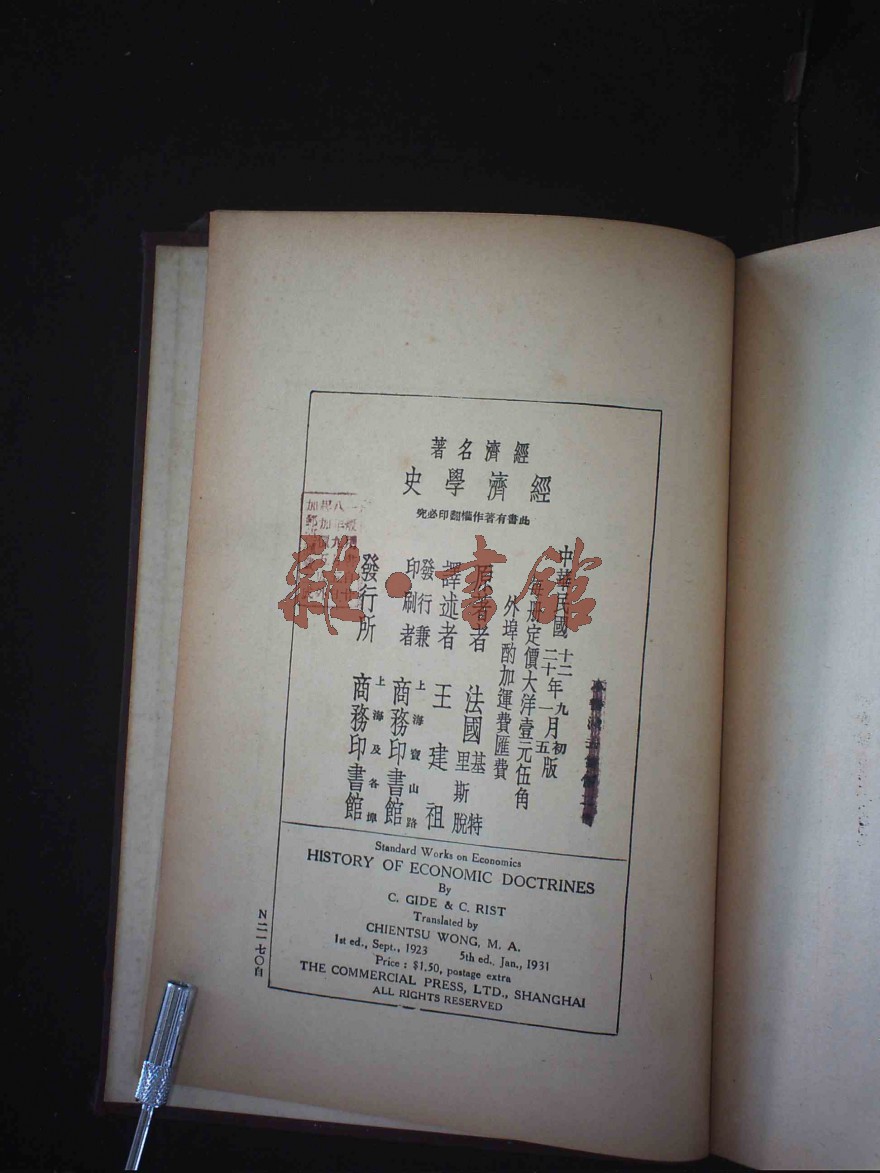 經濟名著
經濟學史
此書有著作權翻印必究
中華民國 十二年九月初版
二十年一月五版
每册定價大洋壹元伍角
外埠酌加運費匯費
原著者 法國 基特 里斯脫
譯述者 王建祖
發行兼印刷者 上海寶山路 商務印書館
發行所 上海及各埠 商務印書館
Standard Works on Economics
HISTORY OF ECONOMIC DOCTRINES
By
C. GIDE & C. RIST
Translated by
CHIENTSU WONG, M. A.
1st ed., Sept., 1923 5th ed., Jan., 1931
Price : $1.50, postage extra
THE COMMERCIAL PRESS, LTD., SHANGHAI
ALL RIGHTS RESERVED
N二一七〇自
雜·書館